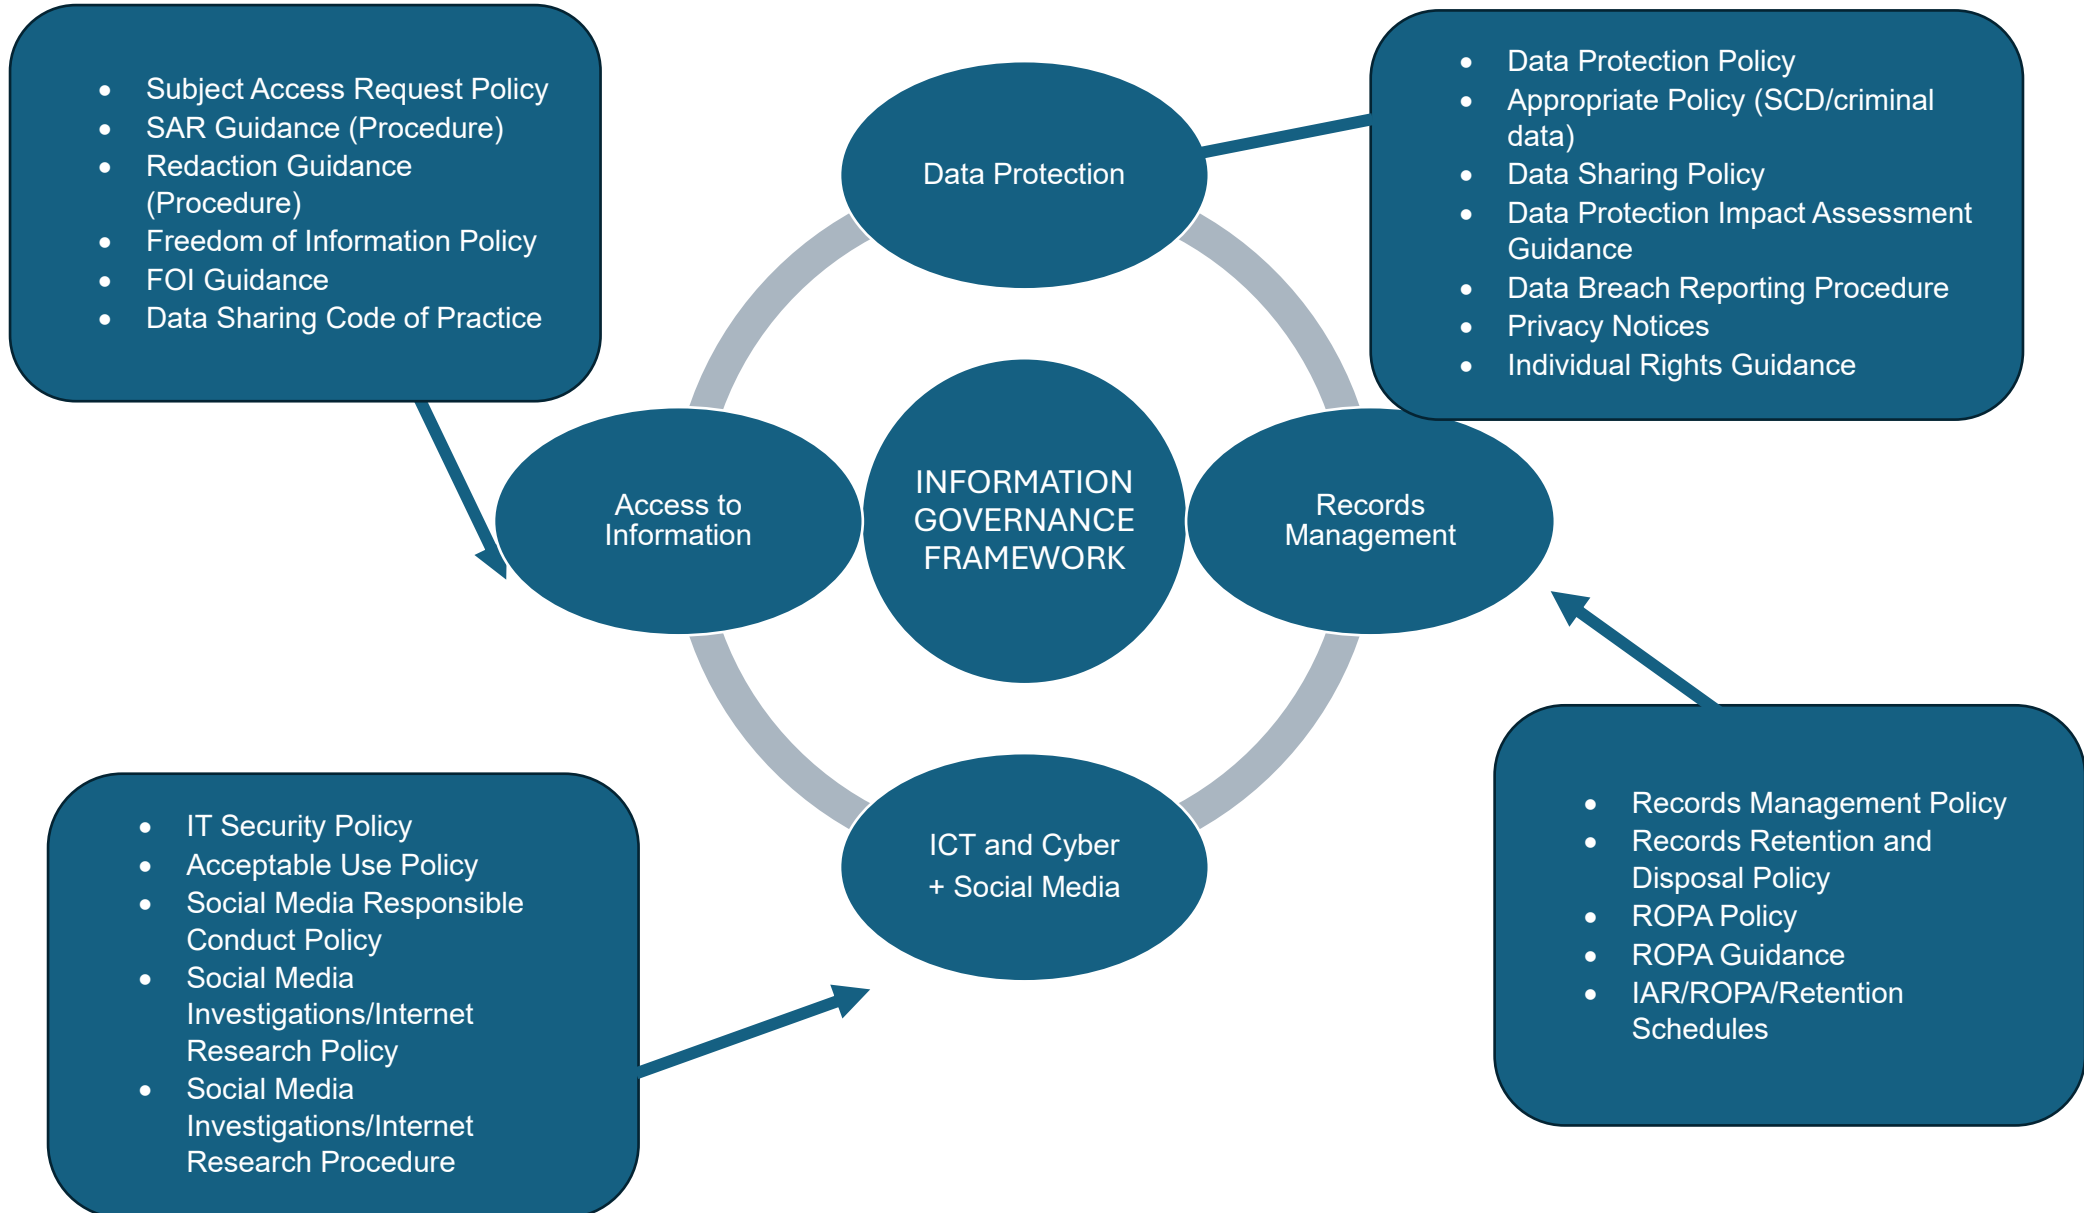 • Subject Access Request Policy
• SAR Guidance (Procedure)
• Redaction Guidance
(Procedure)
• Freedom of Information Policy
• FOI Guidance
• Data Sharing Code of Practice
Data Protection
• Data Protection Policy
• Appropriate Policy (SCD/criminal
data)
• Data Sharing Policy
• Data Protection Impact Assessment
Guidance
• Data Breach Reporting Procedure
• Privacy Notices
• Individual Rights Guidance
Access to
Information
INFORMATION
GOVERNANCE
FRAMEWORK
Records
Management
• IT Security Policy
• Acceptable Use Policy
• Social Media Responsible
Conduct Policy
• Social Media
Investigations/Internet
Research Policy
• Social Media
Investigations/Internet
Research Procedure
ICT and Cyber
+ Social Media
• Records Management Policy
• Records Retention and
Disposal Policy
• ROPA Policy
• ROPA Guidance
• IAR/ROPA/Retention
Schedules